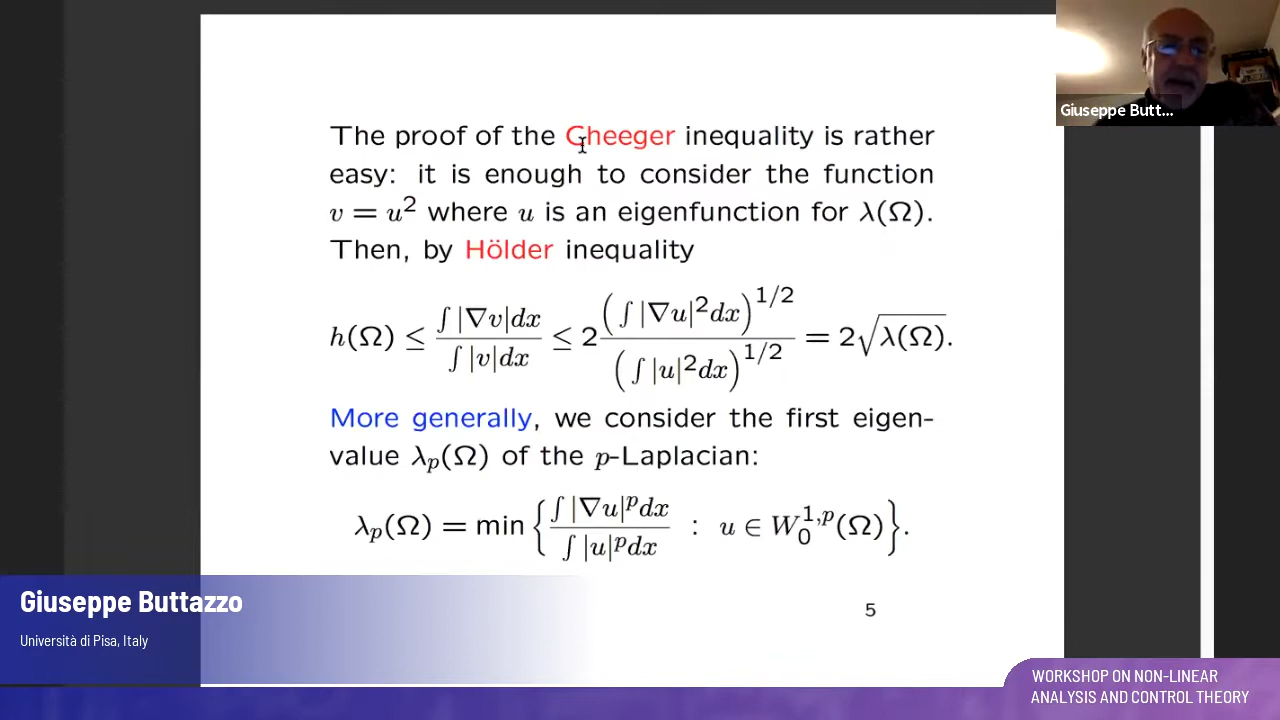 Giuseppe Butt...
The proof of the Cheeger inequality is rather
easy: it is enough to consider the function
v = u² where u is an eigenfunction for λ(Ω).
Then, by Hölder inequality
h(Ω) ≤ ∫|∇v|dx / ∫|v|dx ≤ 2 (∫|∇u|²dx)^{1/2} / (∫|u|²dx)^{1/2} = 2√λ(Ω).
More generally, we consider the first eigen-
value λ_p(Ω) of the p-Laplacian:
λ_p(Ω) = min { ∫|∇u|^p dx / ∫|u|^p dx : u ∈ W_0^{1,p}(Ω) }.
5
Giuseppe Buttazzo
Università di Pisa, Italy
WORKSHOP ON NON-LINEAR
ANALYSIS AND CONTROL THEORY